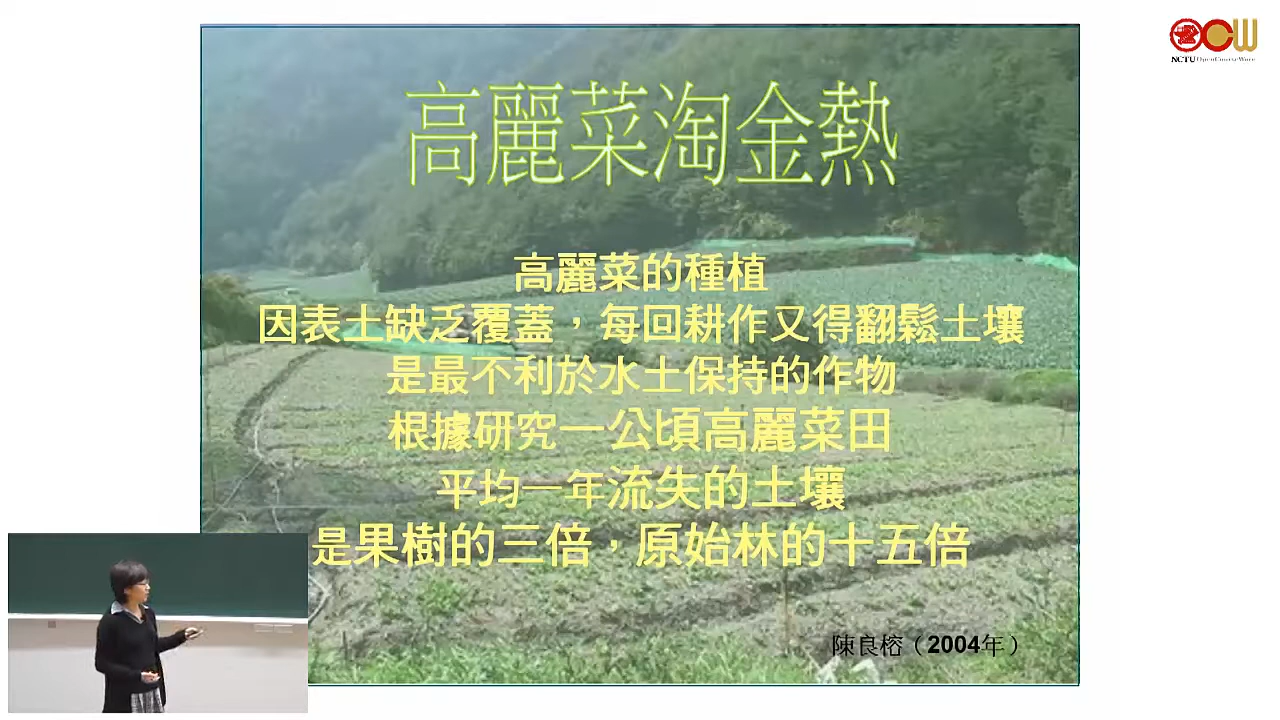 高麗菜淘金熱
高麗菜的種植
因表土缺乏覆蓋，每回耕作又得翻鬆土壤
是最不利於水土保持的作物
根據研究一公頃高麗菜田
平均一年流失的土壤
是果樹的三倍，原始林的十五倍
陳良榕（2004年）
OCW
NCTU OpenCourseWare